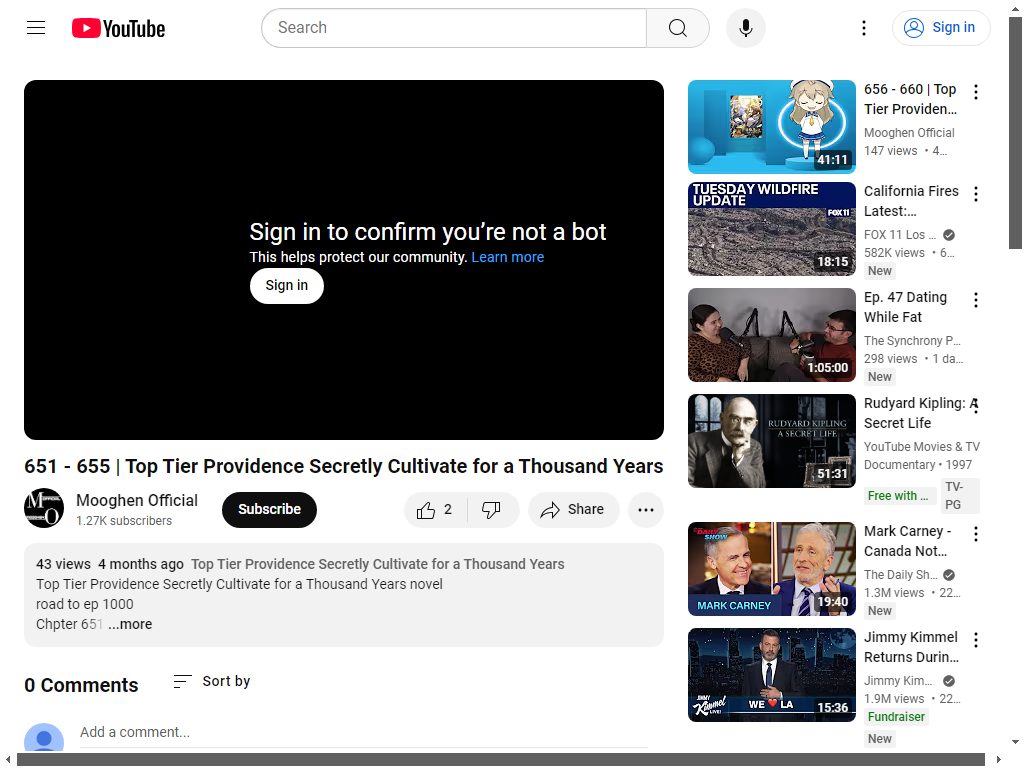 YouTube
Search
Sign in
Sign in to confirm you’re not a bot
This helps protect our community. Learn more
Sign in
651 - 655 | Top Tier Providence Secretly Cultivate for a Thousand Years
Mooghen Official
1.27K subscribers
Subscribe
2
Share
43 views 4 months ago Top Tier Providence Secretly Cultivate for a Thousand Years
Top Tier Providence Secretly Cultivate for a Thousand Years novel
road to ep 1000
Chpter 651 ...more
0 Comments
Sort by
Add a comment...
41:11
656 - 660 | Top
Tier Providen...
Mooghen Official
147 views • 4...
TUESDAY WILDFIRE
UPDATE
FOX 11
18:15
California Fires
Latest:...
FOX 11 Los ...
582K views • 6...
New
1:05:00
Ep. 47 Dating
While Fat
The Synchrony P...
298 views • 1 da...
New
RUDYARD KIPLING
A SECRET LIFE
51:31
Rudyard Kipling: A
Secret Life
YouTube Movies & TV
Documentary • 1997
Free with ...
TV-
PG
THE DAILY
SHOW
MARK CARNEY
19:40
Mark Carney -
Canada Not...
The Daily Sh...
1.3M views • 22...
New
JIMMY
Kimmel
LIVE!
WE ❤ LA
15:36
Jimmy Kimmel
Returns Durin...
Jimmy Kim...
1.9M views • 22...
Fundraiser
New